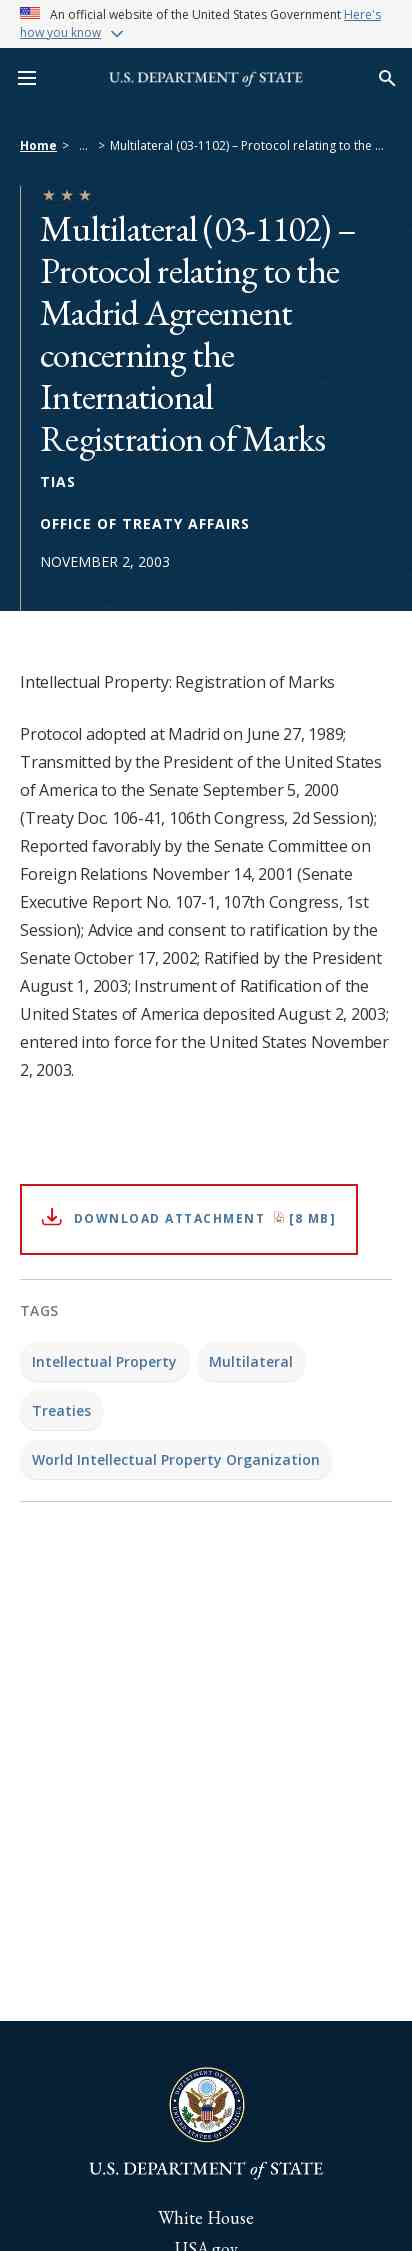 An official website of the United States Government Here's
how you know
U.S. DEPARTMENT of STATE
Home > ... > Multilateral (03-1102) – Protocol relating to the ...
Multilateral (03-1102) –
Protocol relating to the
Madrid Agreement
concerning the
International
Registration of Marks
TIAS
OFFICE OF TREATY AFFAIRS
NOVEMBER 2, 2003
Intellectual Property: Registration of Marks
Protocol adopted at Madrid on June 27, 1989;
Transmitted by the President of the United States
of America to the Senate September 5, 2000
(Treaty Doc. 106-41, 106th Congress, 2d Session);
Reported favorably by the Senate Committee on
Foreign Relations November 14, 2001 (Senate
Executive Report No. 107-1, 107th Congress, 1st
Session); Advice and consent to ratification by the
Senate October 17, 2002; Ratified by the President
August 1, 2003; Instrument of Ratification of the
United States of America deposited August 2, 2003;
entered into force for the United States November
2, 2003.
DOWNLOAD ATTACHMENT [8 MB]
TAGS
Intellectual Property Multilateral
Treaties
World Intellectual Property Organization
DEPARTMENT OF STATE
UNITED STATES OF AMERICA
U.S. DEPARTMENT of STATE
White House
USA.gov